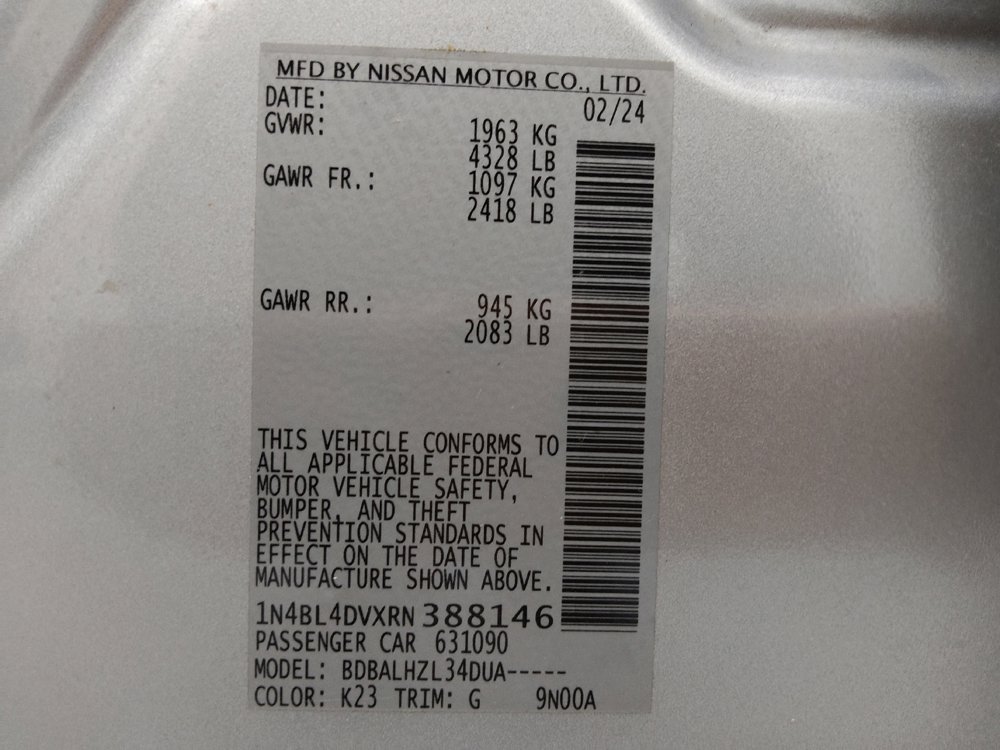 MFD BY NISSAN MOTOR CO., LTD.
DATE: 02/24
GVWR: 1963 KG
4328 LB
GAWR FR.: 1097 KG
2418 LB
GAWR RR.: 945 KG
2083 LB
THIS VEHICLE CONFORMS TO
ALL APPLICABLE FEDERAL
MOTOR VEHICLE SAFETY,
BUMPER, AND THEFT
PREVENTION STANDARDS IN
EFFECT ON THE DATE OF
MANUFACTURE SHOWN ABOVE.
1N4BL4DVXRN388146
PASSENGER CAR 631090
MODEL: BDBALHZL34DUA-----
COLOR: K23 TRIM: G 9N00A